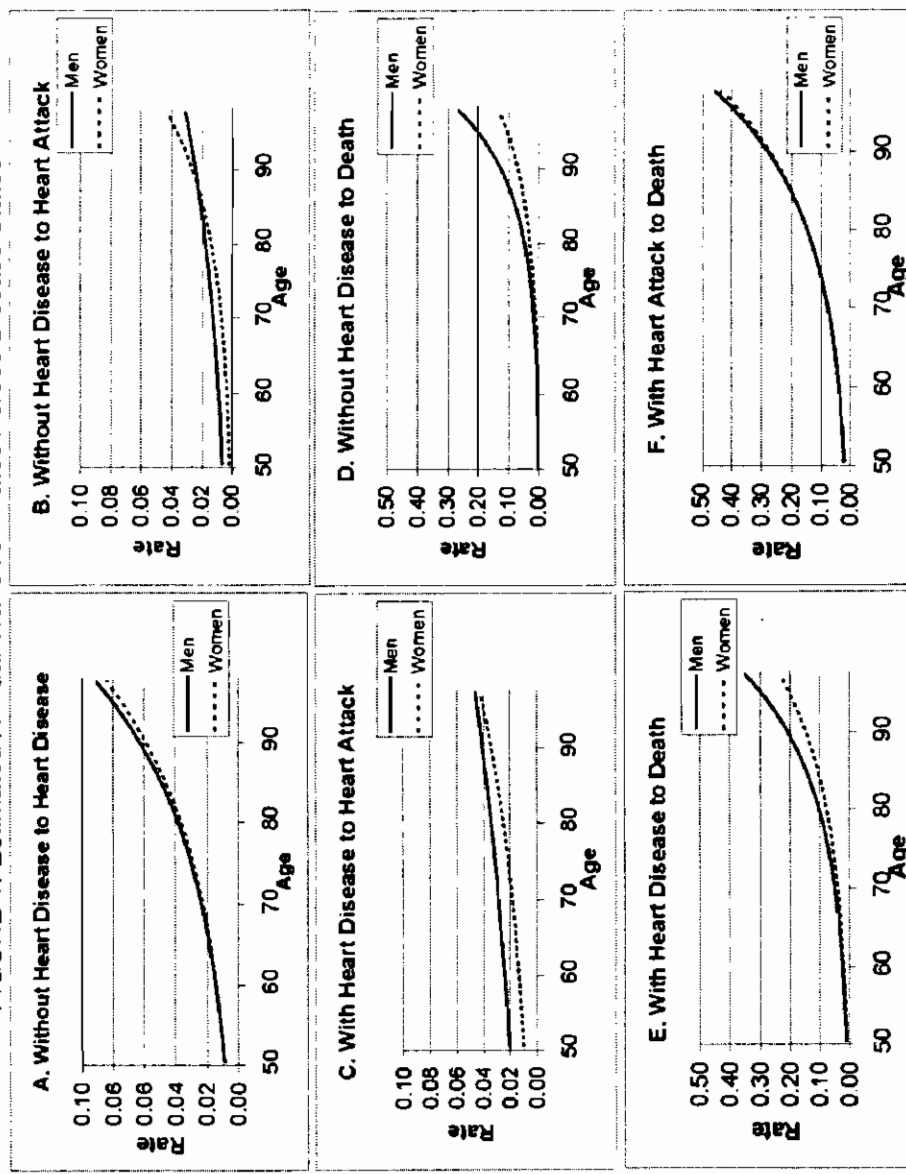 A. Without Heart Disease to Heart Disease
Rate
0.10
0.08
0.06
0.04
0.02
0.00
50
60
70
80
90
Age
Men
Women
B. Without Heart Disease to Heart Attack
Rate
0.10
0.08
0.06
0.04
0.02
0.00
50
60
70
80
90
Age
Men
Women
C. With Heart Disease to Heart Attack
Rate
0.10
0.08
0.06
0.04
0.02
0.00
50
60
70
80
90
Age
Men
Women
D. Without Heart Disease to Death
Rate
0.50
0.40
0.30
0.20
0.10
0.00
50
60
70
80
90
Age
Men
Women
E. With Heart Disease to Death
Rate
0.50
0.40
0.30
0.20
0.10
0.00
50
60
70
80
90
Age
Men
Women
F. With Heart Attack to Death
Rate
0.50
0.40
0.30
0.20
0.10
0.00
50
60
70
80
90
Age
Men
Women